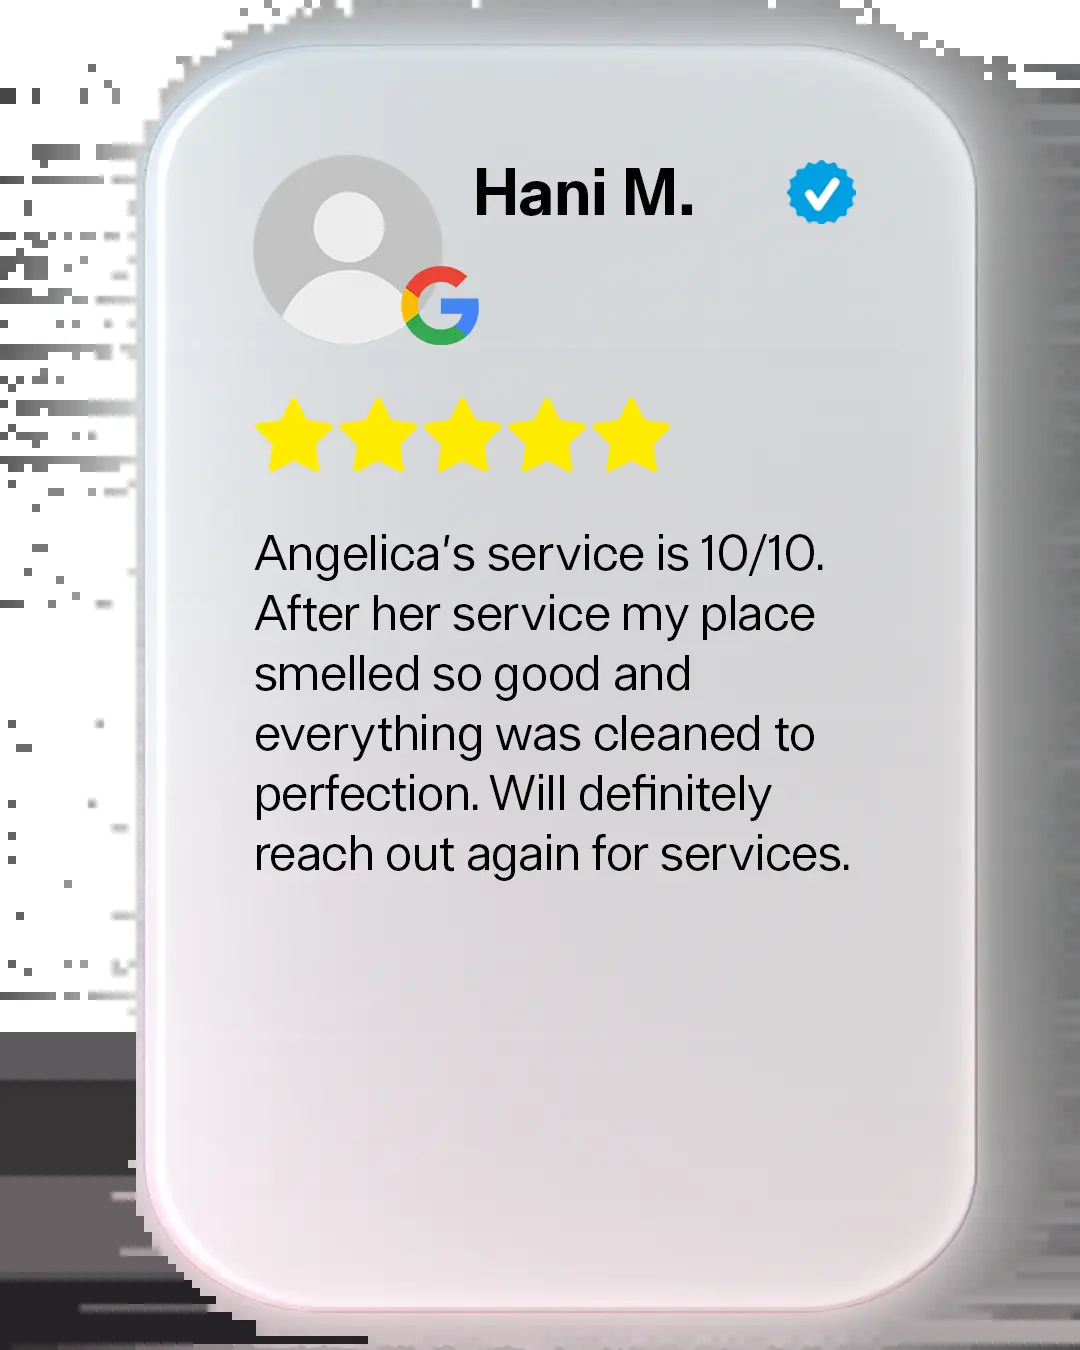 Hani M.
Angelica's service is 10/10.
After her service my place
smelled so good and
everything was cleaned to
perfection. Will definitely
reach out again for services.